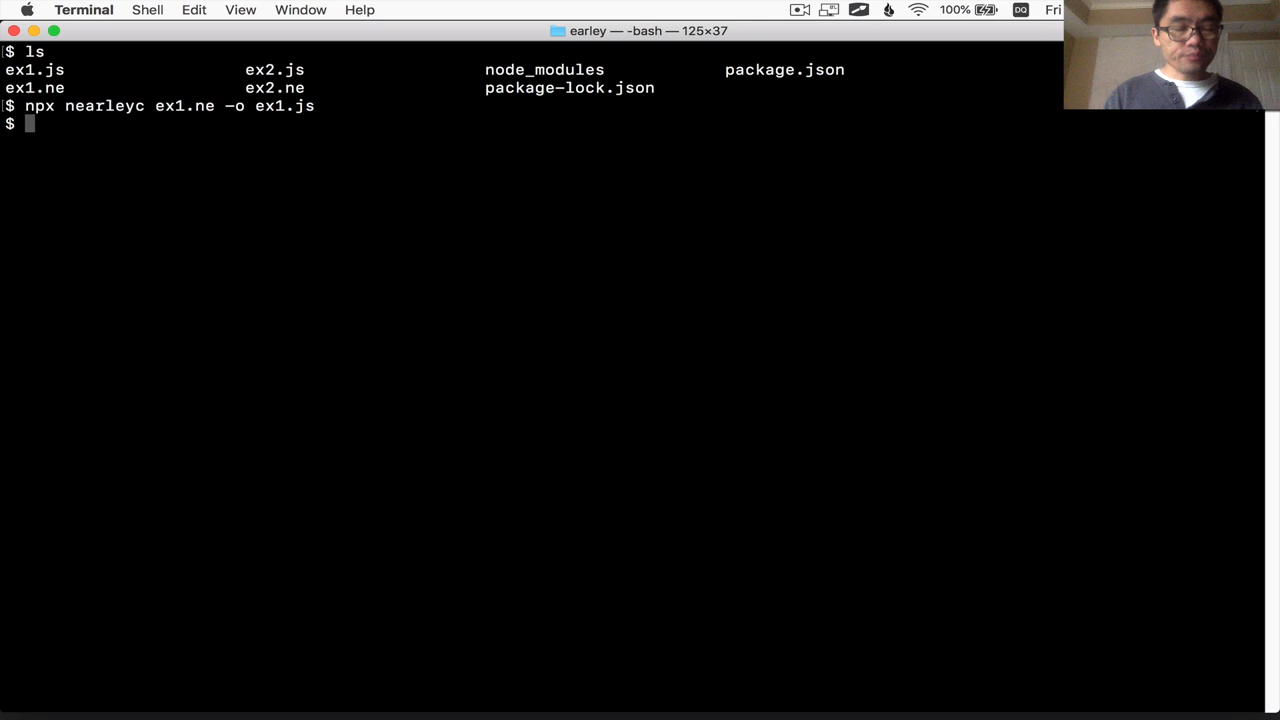 Terminal Shell Edit View Window Help 100% DQ Fri
earley — -bash — 125×37
$ ls
ex1.js ex2.js node_modules package.json
ex1.ne ex2.ne package-lock.json
$ npx nearleyc ex1.ne -o ex1.js
$